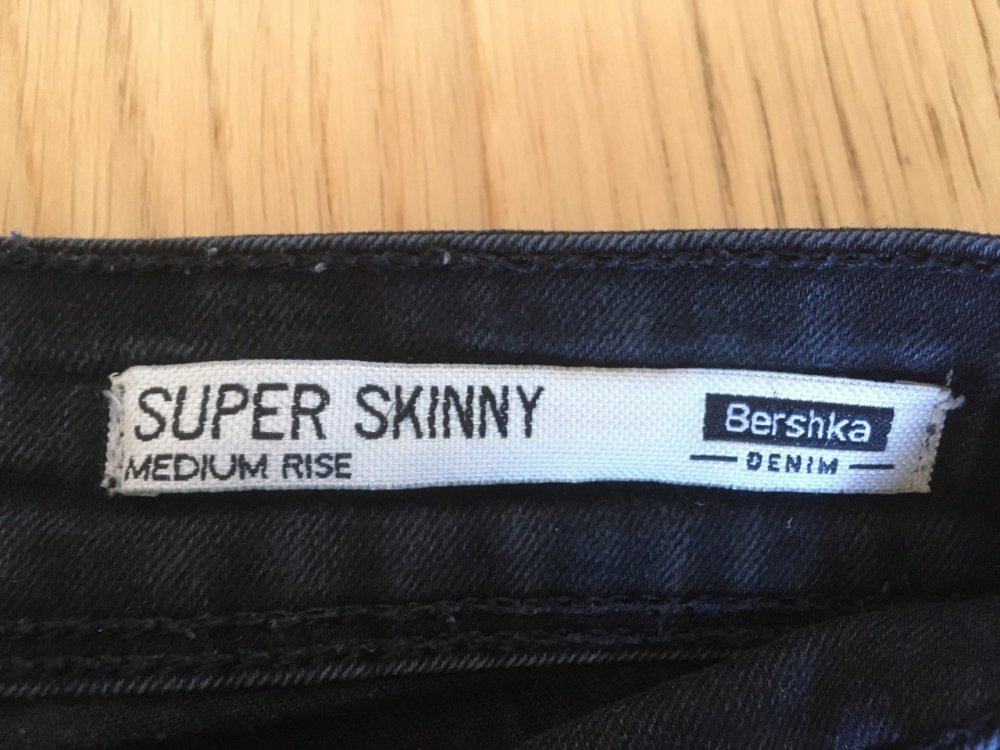 SUPER SKINNY
MEDIUM RISE
Bershka
DENIM